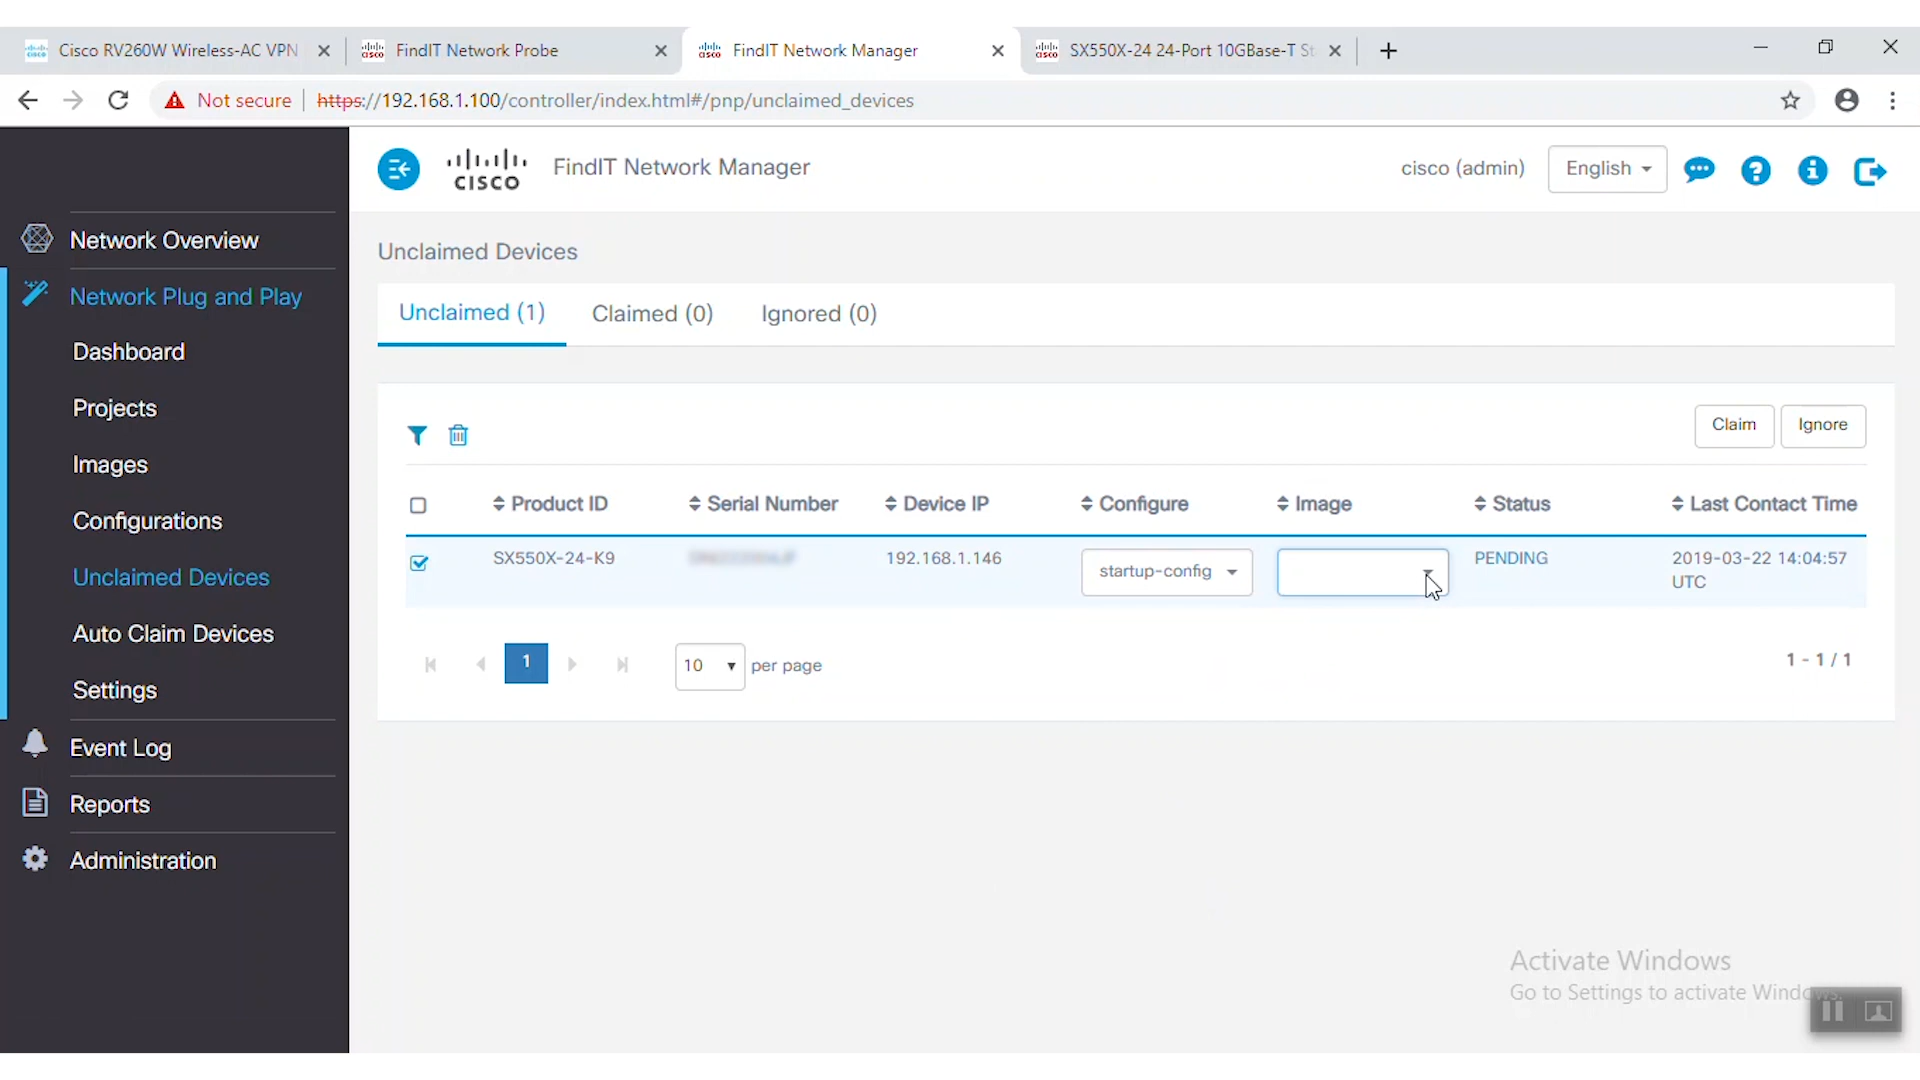 Cisco RV260W Wireless-AC VPN
FindIT Network Probe
FindIT Network Manager
SX550X-24 24-Port 10GBase-T St
Not secure
https://192.168.1.100/controller/index.html#/pnp/unclaimed_devices
CISCO
FindIT Network Manager
cisco (admin)
English
Network Overview
Network Plug and Play
Dashboard
Projects
Images
Configurations
Unclaimed Devices
Auto Claim Devices
Settings
Event Log
Reports
Administration
Unclaimed Devices
Unclaimed (1)
Claimed (0)
Ignored (0)
Claim
Ignore
Product ID
Serial Number
Device IP
Configure
Image
Status
Last Contact Time
SX550X-24-K9
192.168.1.146
startup-config
PENDING
2019-03-22 14:04:57
UTC
1
10
per page
1 - 1 / 1
Activate Windows
Go to Settings to activate Windows.